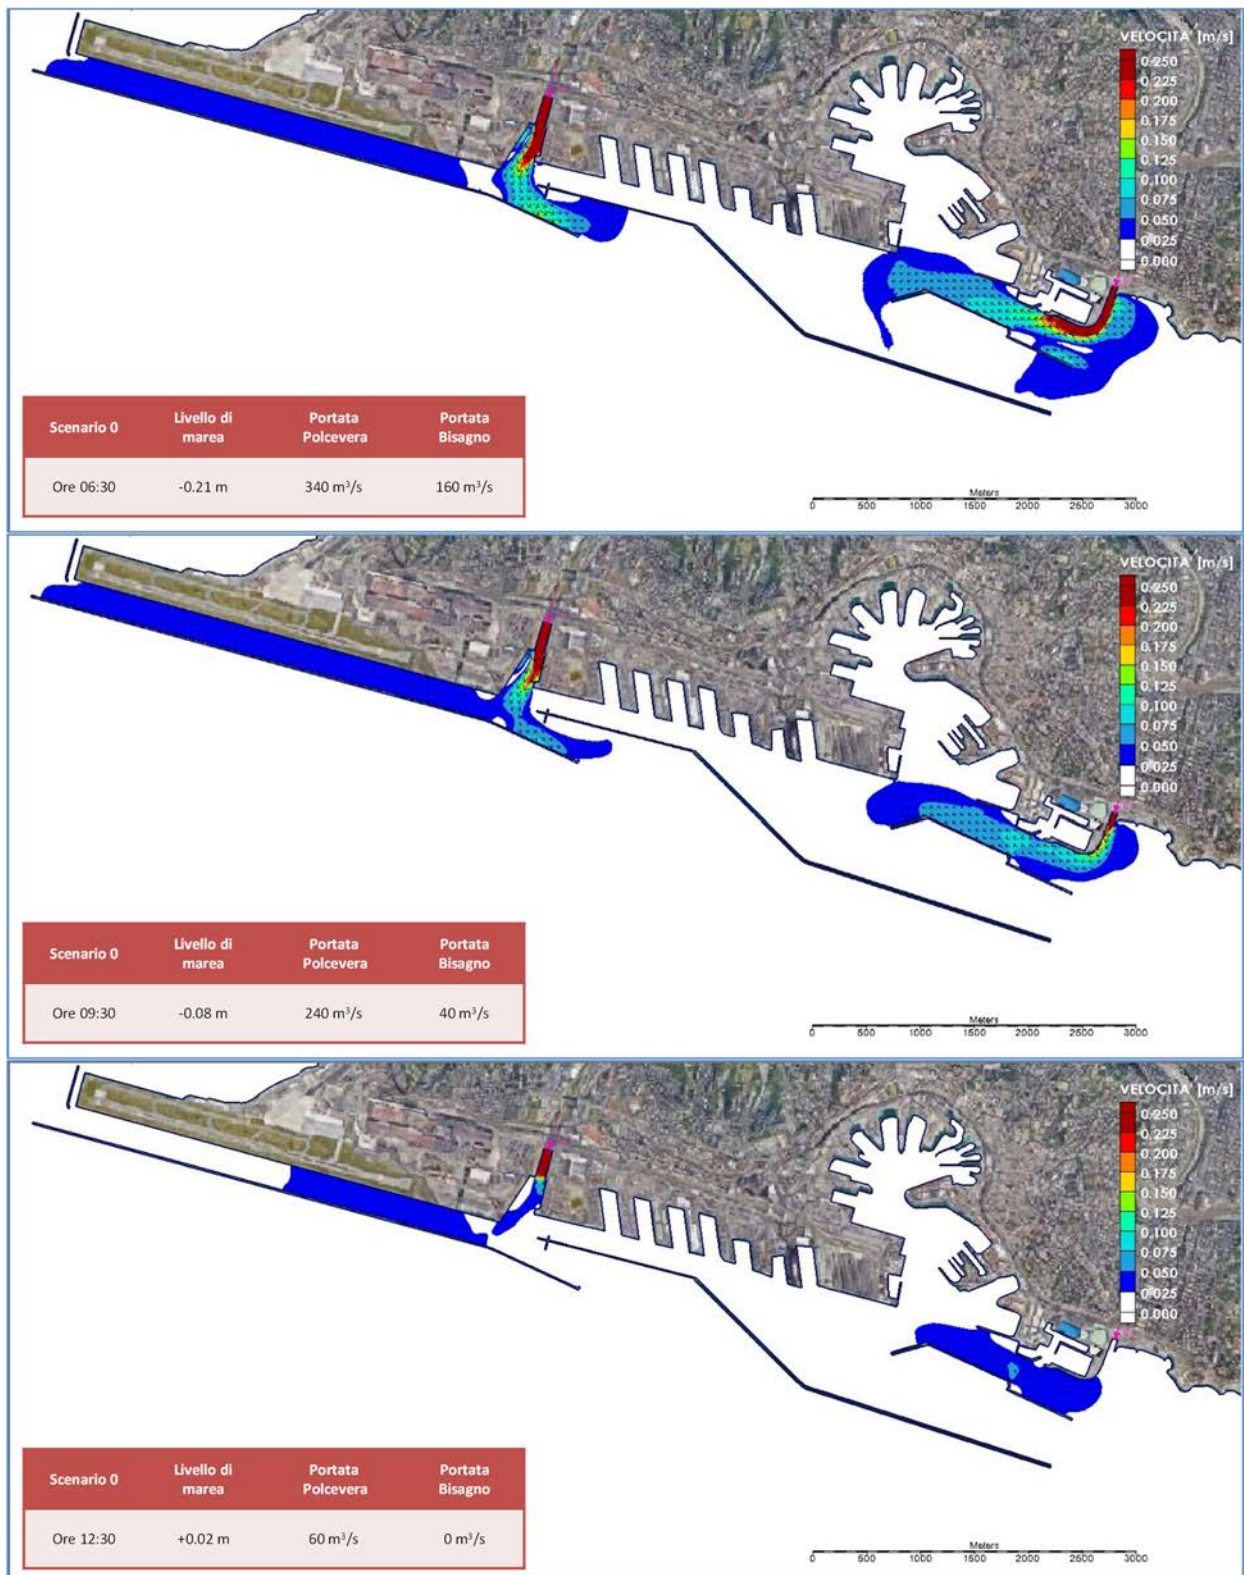 VELOCITA' [m/s]
0.250
0.225
0.200
0.175
0.150
0.125
0.100
0.075
0.050
0.025
0.000
Scenario 0
Livello di
marea
Portata
Polcevera
Portata
Bisagno
Ore 06:30
-0.21 m
340 m³/s
160 m³/s
Meters
0 500 1000 1500 2000 2500 3000
VELOCITA' [m/s]
0.250
0.225
0.200
0.175
0.150
0.125
0.100
0.075
0.050
0.025
0.000
Scenario 0
Livello di
marea
Portata
Polcevera
Portata
Bisagno
Ore 09:30
-0.08 m
240 m³/s
40 m³/s
Meters
0 500 1000 1500 2000 2500 3000
VELOCITA' [m/s]
0.250
0.225
0.200
0.175
0.150
0.125
0.100
0.075
0.050
0.025
0.000
Scenario 0
Livello di
marea
Portata
Polcevera
Portata
Bisagno
Ore 12:30
+0.02 m
60 m³/s
0 m³/s
Meters
0 500 1000 1500 2000 2500 3000